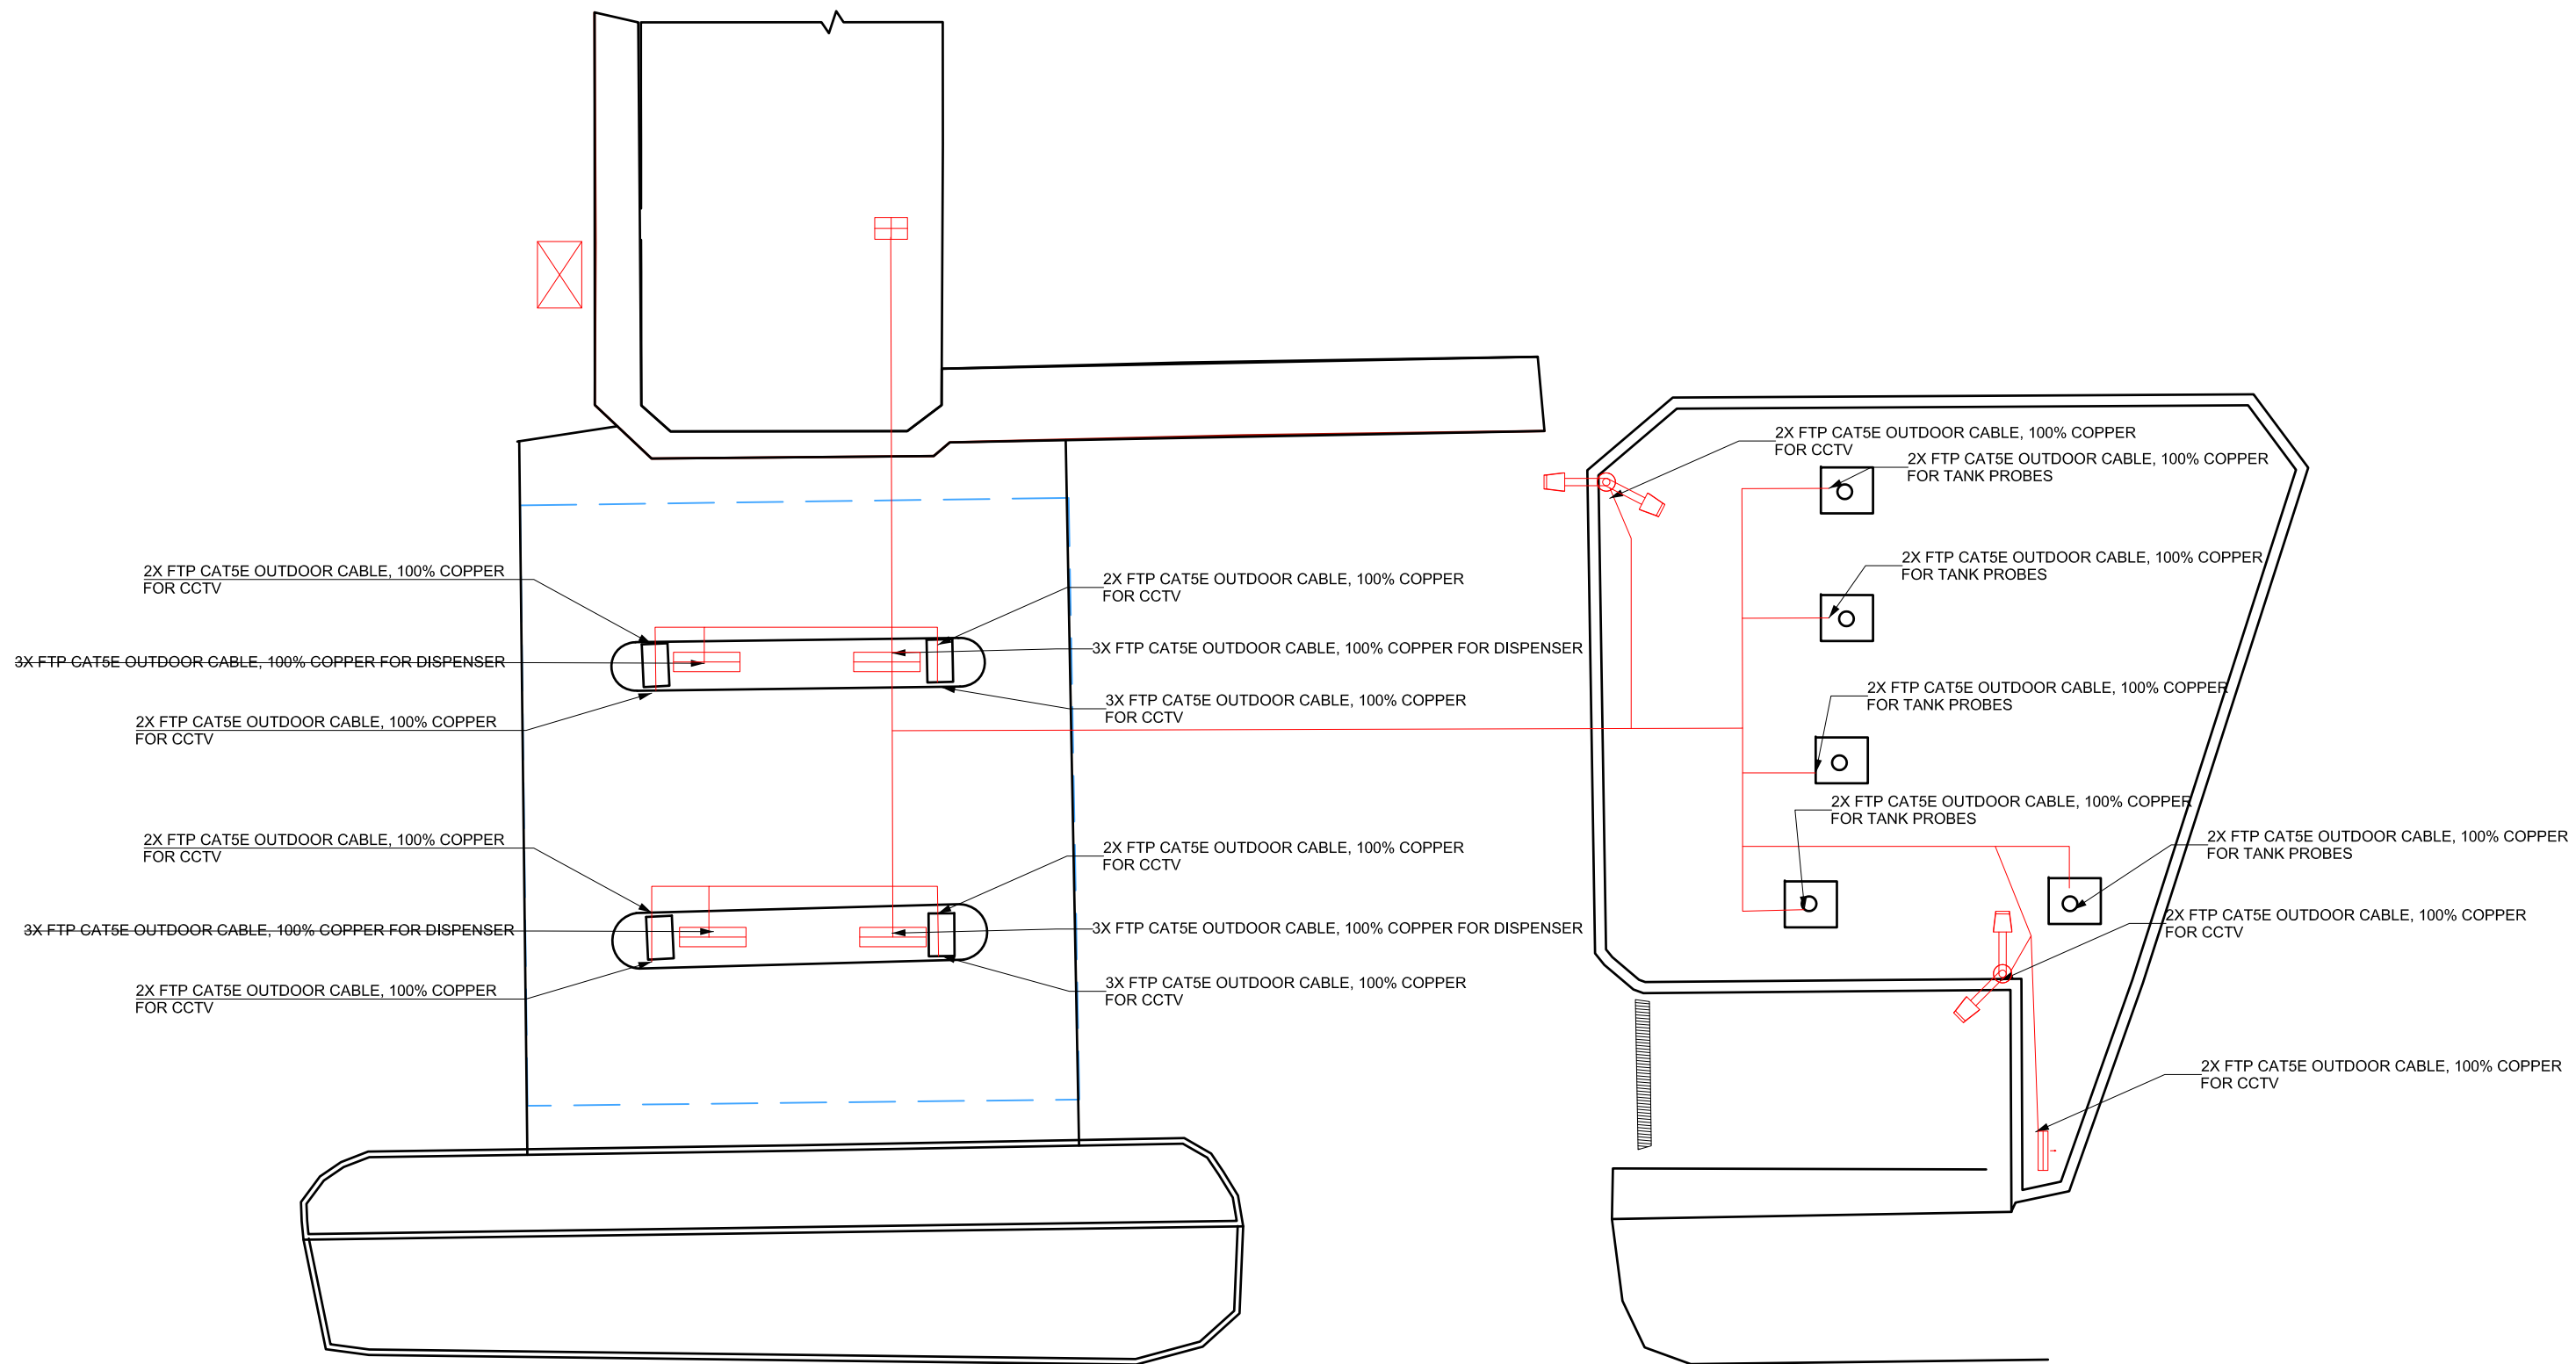 2X FTP CAT5E OUTDOOR CABLE, 100% COPPER
FOR CCTV
3X FTP CAT5E OUTDOOR CABLE, 100% COPPER FOR DISPENSER
2X FTP CAT5E OUTDOOR CABLE, 100% COPPER
FOR CCTV
2X FTP CAT5E OUTDOOR CABLE, 100% COPPER
FOR CCTV
3X FTP CAT5E OUTDOOR CABLE, 100% COPPER FOR DISPENSER
2X FTP CAT5E OUTDOOR CABLE, 100% COPPER
FOR CCTV
2X FTP CAT5E OUTDOOR CABLE, 100% COPPER
FOR CCTV
3X FTP CAT5E OUTDOOR CABLE, 100% COPPER FOR DISPENSER
3X FTP CAT5E OUTDOOR CABLE, 100% COPPER
FOR CCTV
2X FTP CAT5E OUTDOOR CABLE, 100% COPPER
FOR CCTV
3X FTP CAT5E OUTDOOR CABLE, 100% COPPER FOR DISPENSER
3X FTP CAT5E OUTDOOR CABLE, 100% COPPER
FOR CCTV
2X FTP CAT5E OUTDOOR CABLE, 100% COPPER
FOR CCTV
2X FTP CAT5E OUTDOOR CABLE, 100% COPPER
FOR TANK PROBES
2X FTP CAT5E OUTDOOR CABLE, 100% COPPER
FOR TANK PROBES
2X FTP CAT5E OUTDOOR CABLE, 100% COPPER
FOR TANK PROBES
2X FTP CAT5E OUTDOOR CABLE, 100% COPPER
FOR TANK PROBES
2X FTP CAT5E OUTDOOR CABLE, 100% COPPER
FOR TANK PROBES
2X FTP CAT5E OUTDOOR CABLE, 100% COPPER
FOR CCTV
2X FTP CAT5E OUTDOOR CABLE, 100% COPPER
FOR CCTV